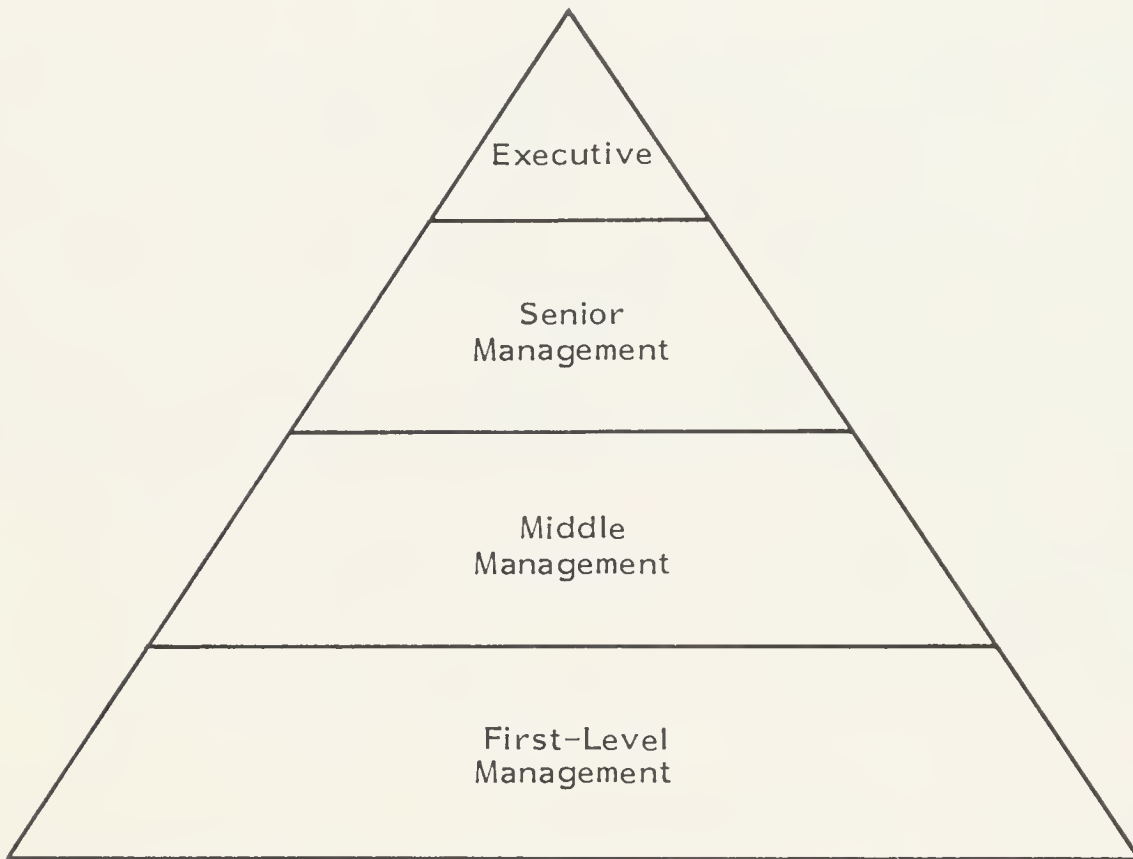 Executive
Senior
Management
Middle
Management
First-Level
Management